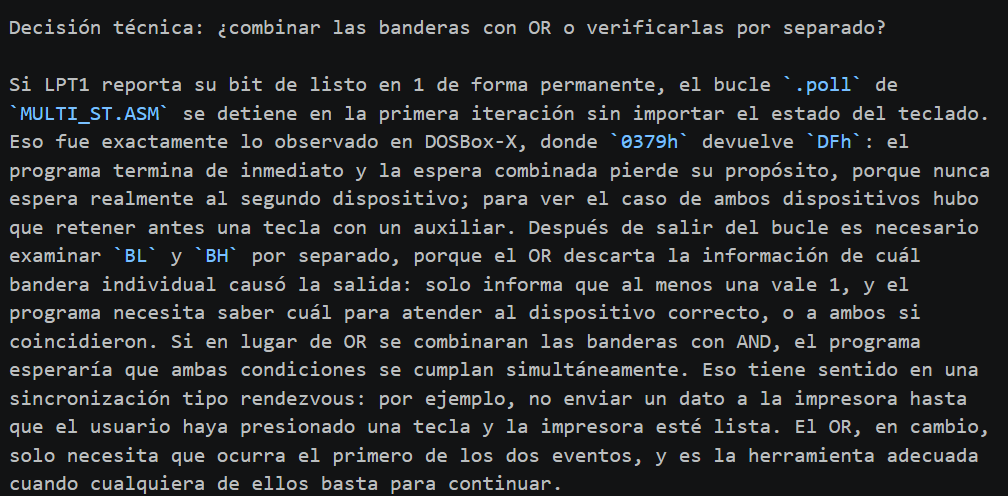 Decisión técnica: ¿combinar las banderas con OR o verificarlas por separado?
Si LPT1 reporta su bit de listo en 1 de forma permanente, el bucle `.poll` de
`MULTI_ST.ASM` se detiene en la primera iteración sin importar el estado del teclado.
Eso fue exactamente lo observado en DOSBox-X, donde `0379h` devuelve `DFh`: el
programa termina de inmediato y la espera combinada pierde su propósito, porque nunca
espera realmente al segundo dispositivo; para ver el caso de ambos dispositivos hubo
que retener antes una tecla con un auxiliar. Después de salir del bucle es necesario
examinar `BL` y `BH` por separado, porque el OR descarta la información de cuál
bandera individual causó la salida: solo informa que al menos una vale 1, y el
programa necesita saber cuál para atender al dispositivo correcto, o a ambos si
coincidieron. Si en lugar de OR se combinaran las banderas con AND, el programa
esperaría que ambas condiciones se cumplan simultáneamente. Eso tiene sentido en una
sincronización tipo rendezvous: por ejemplo, no enviar un dato a la impresora hasta
que el usuario haya presionado una tecla y la impresora esté lista. El OR, en cambio,
solo necesita que ocurra el primero de los dos eventos, y es la herramienta adecuada
cuando cualquiera de ellos basta para continuar.